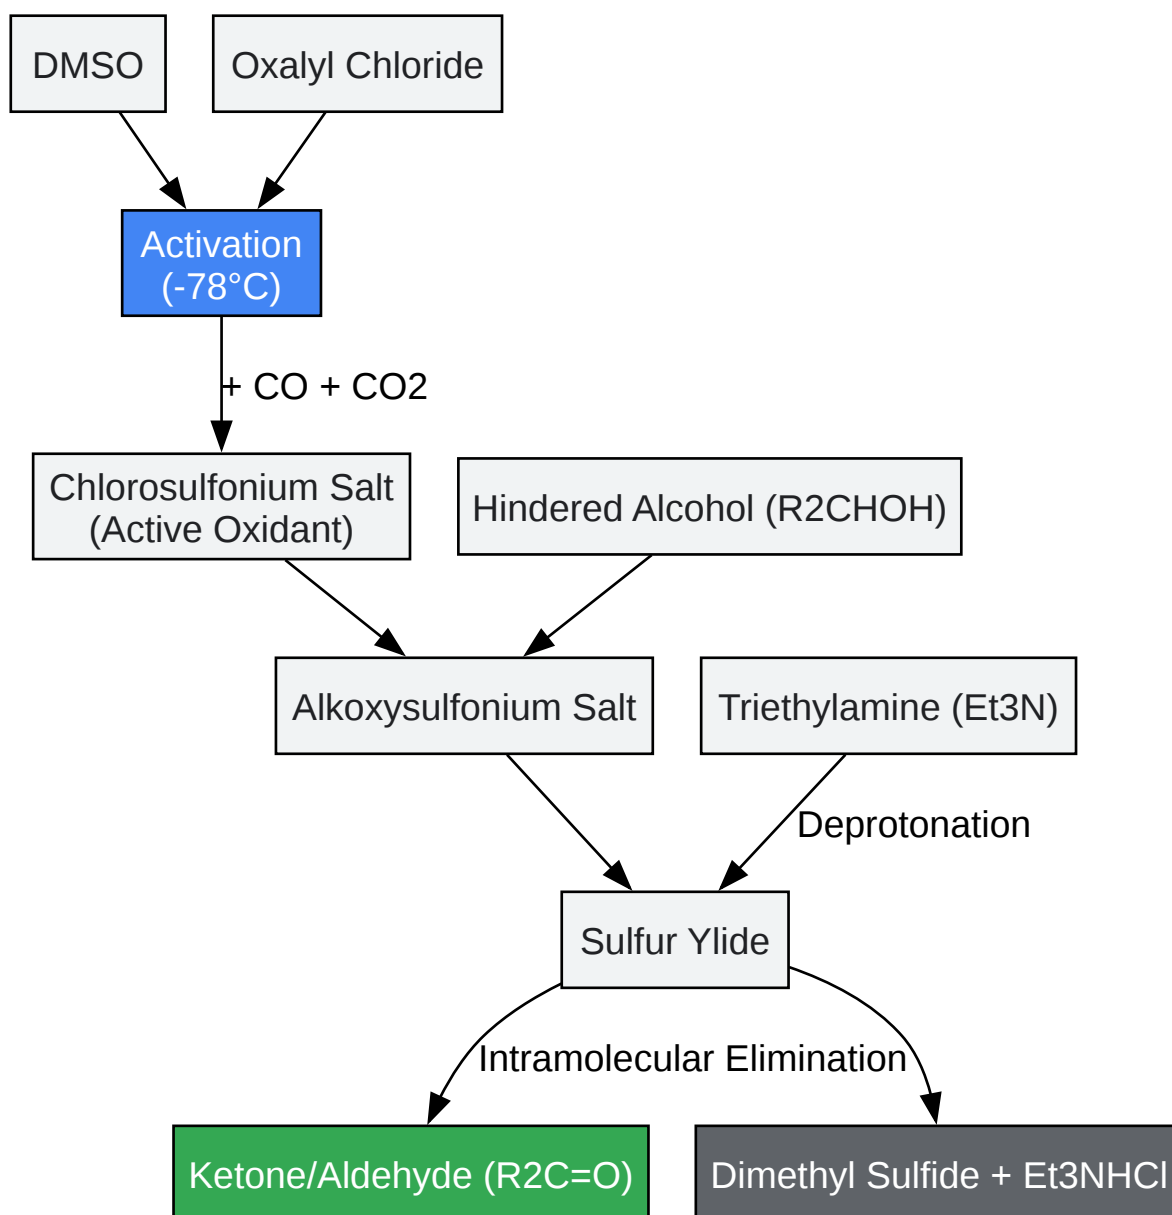 DMSO
Oxalyl Chloride
Activation
(-78°C)
+ CO + CO2
Chlorosulfonium Salt
(Active Oxidant)
Hindered Alcohol (R2CHOH)
Alkoxysulfonium Salt
Triethylamine (Et3N)
Deprotonation
Sulfur Ylide
Intramolecular Elimination
Ketone/Aldehyde (R2C=O)
Dimethyl Sulfide + Et3NHCl